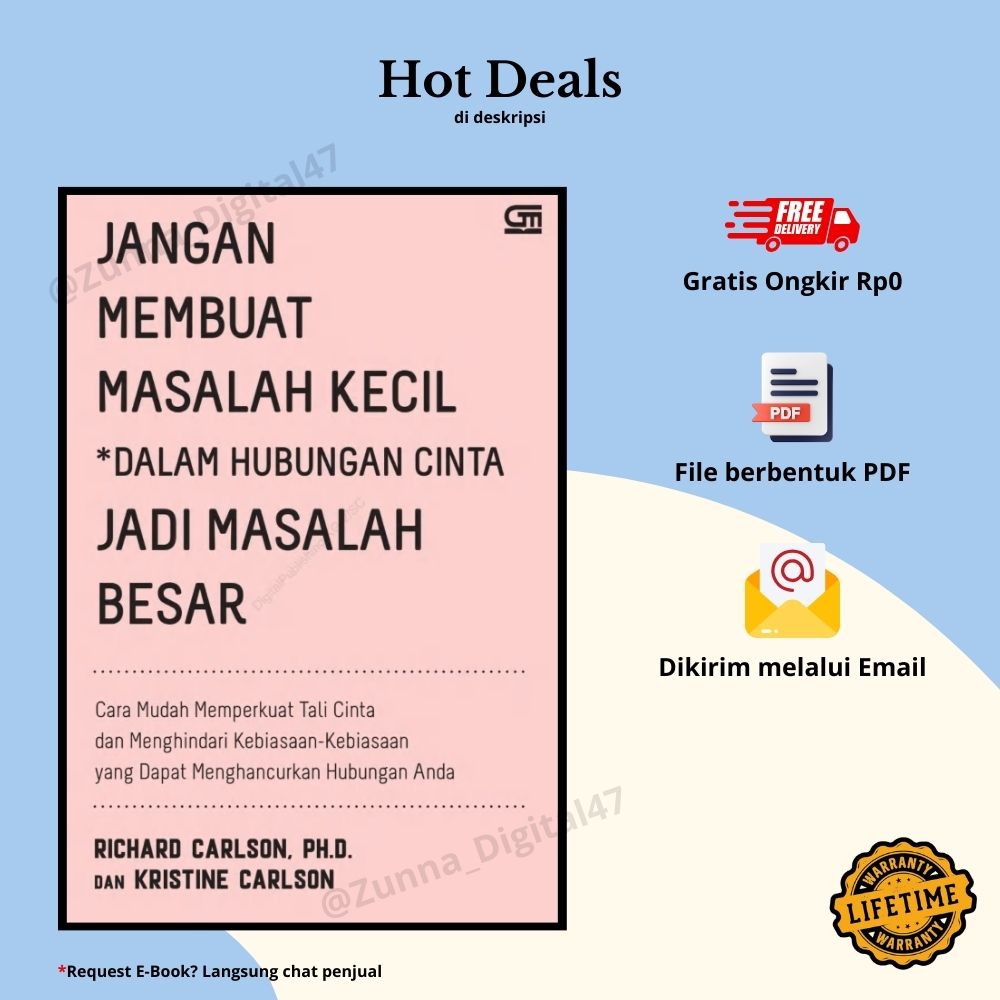 Hot Deals
di deskripsi
@Zunna_Digital47
GM
JANGAN
MEMBUAT
MASALAH KECIL
*DALAM HUBUNGAN CINTA
JADI MASALAH
BESAR
Cara Mudah Memperkuat Tali Cinta
dan Menghindari Kebiasaan-Kebiasaan
yang Dapat Menghancurkan Hubungan Anda
RICHARD CARLSON, PH.D.
DAN KRISTINE CARLSON
@Zunna_Digital47
FREE
DELIVERY
Gratis Ongkir Rp0
PDF
File berbentuk PDF
@
Dikirim melalui Email
WARRANTY
LIFETIME
WARRANTY
*Request E-Book? Langsung chat penjual